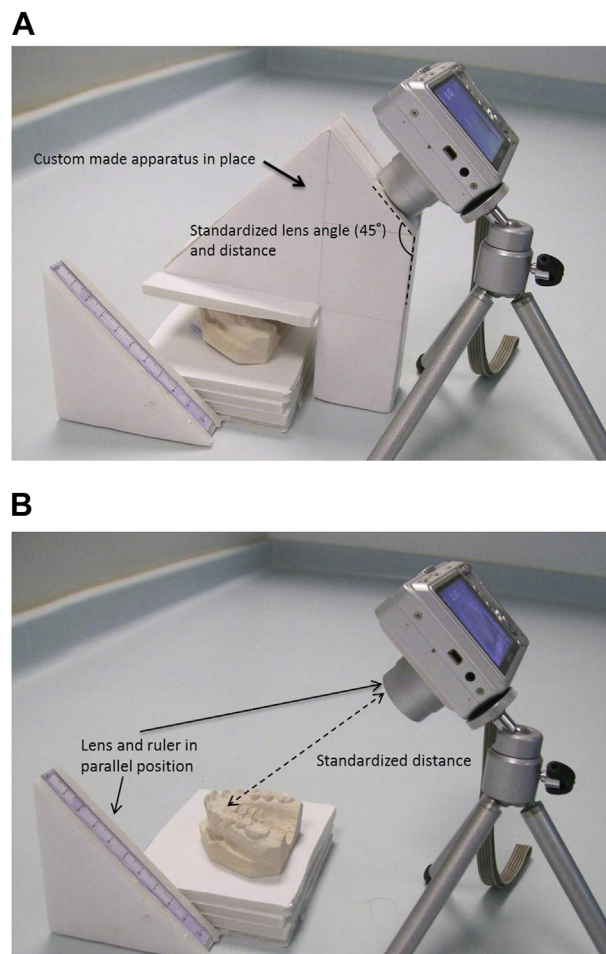 A
Custom made apparatus in place
Standardized lens angle (45°)
and distance
B
Lens and ruler in
parallel position
Standardized distance